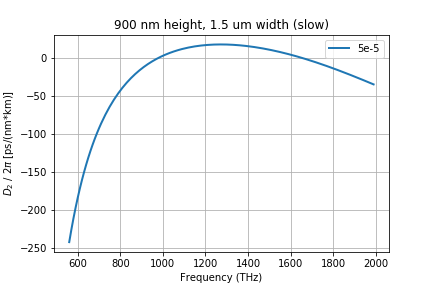 900 nm height, 1.5 um width (slow)
5e-5
D₂ / 2π [ps/(nm*km)]
0
−50
−100
−150
−200
−250
600 800 1000 1200 1400 1600 1800 2000
Frequency (THz)